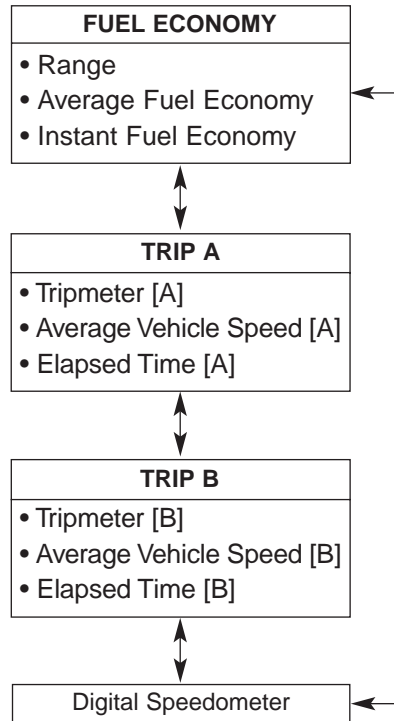 FUEL ECONOMY
• Range
• Average Fuel Economy
• Instant Fuel Economy
TRIP A
• Tripmeter [A]
• Average Vehicle Speed [A]
• Elapsed Time [A]
TRIP B
• Tripmeter [B]
• Average Vehicle Speed [B]
• Elapsed Time [B]
Digital Speedometer